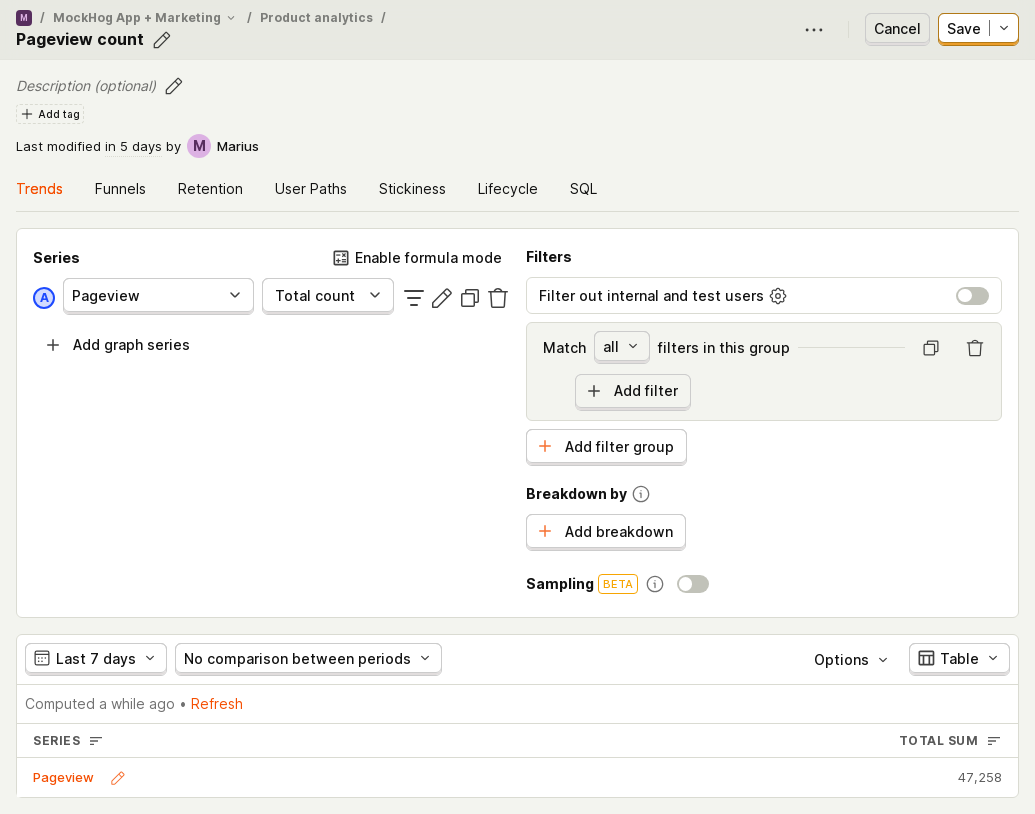 M / MockHog App + Marketing / Product analytics /
Pageview count
Cancel
Save
Description (optional)
Add tag
Last modified in 5 days by M Marius
Trends
Funnels
Retention
User Paths
Stickiness
Lifecycle
SQL
Series
Enable formula mode
A
Pageview
Total count
Add graph series
Filters
Filter out internal and test users
Match all filters in this group
Add filter
Add filter group
Breakdown by
Add breakdown
Sampling BETA
Last 7 days
No comparison between periods
Options
Table
Computed a while ago • Refresh
SERIES
TOTAL SUM
Pageview
47,258